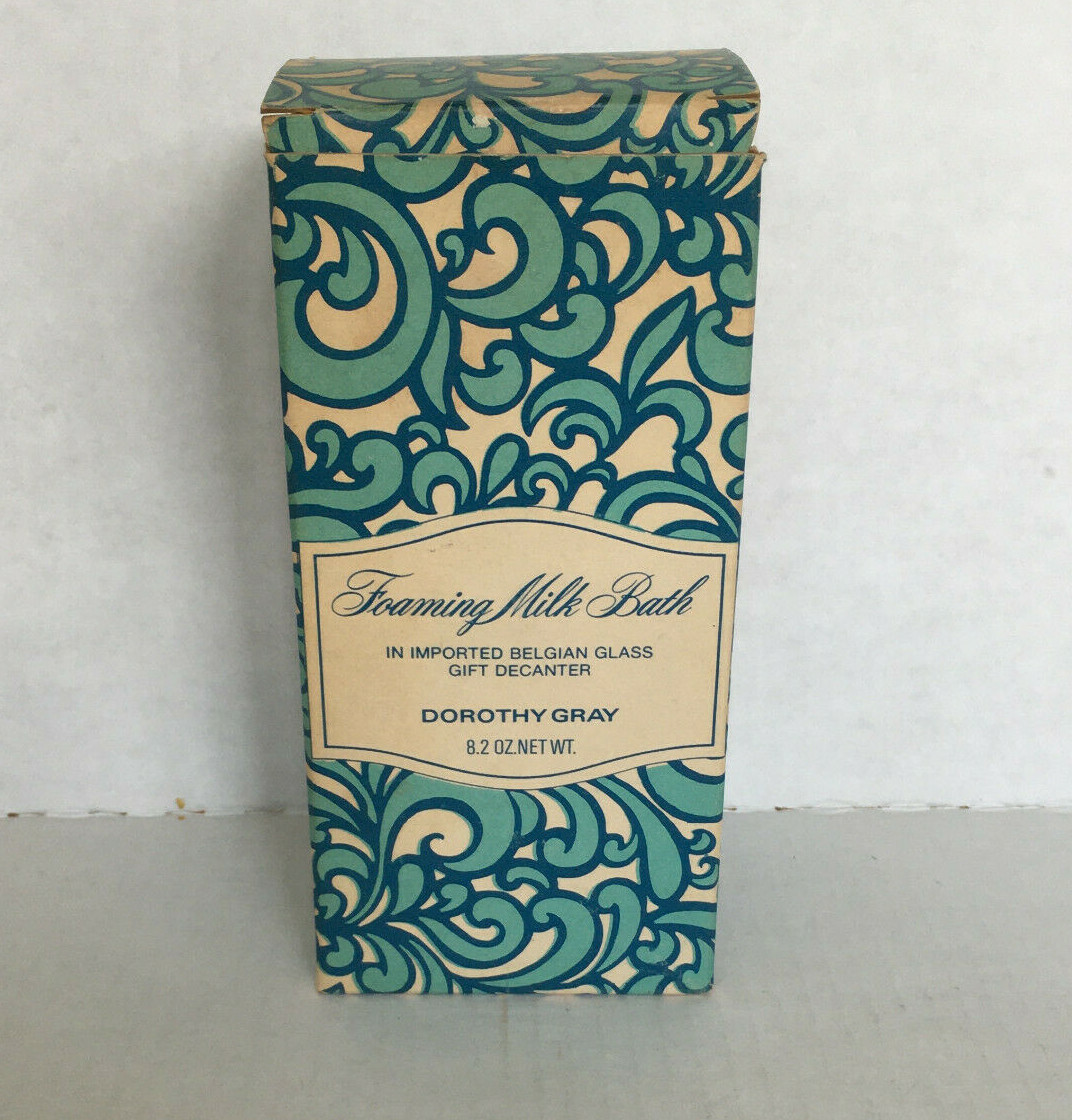 Foaming Milk Bath
IN IMPORTED BELGIAN GLASS
GIFT DECANTER
DOROTHY GRAY
8.2 OZ.NET WT.